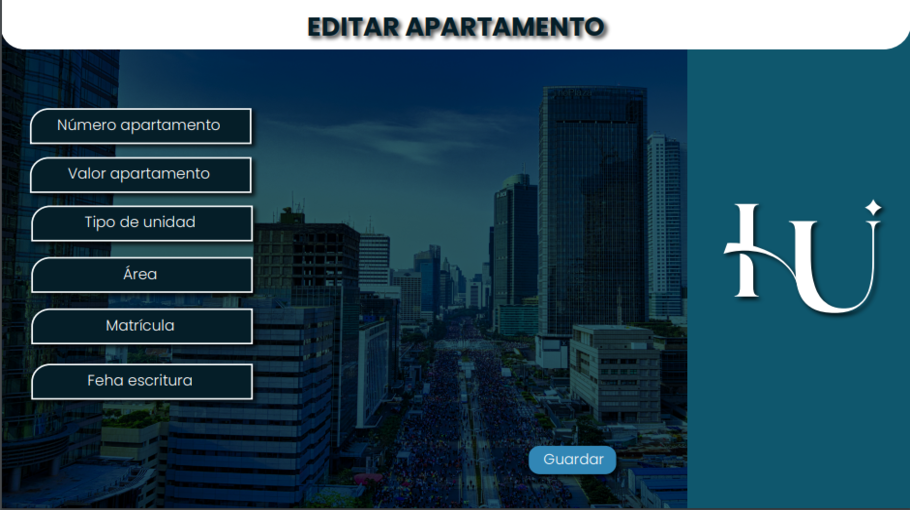 EDITAR APARTAMENTO
Número apartamento
Valor apartamento
Tipo de unidad
Área
Matrícula
Feha escritura
Guardar
HU